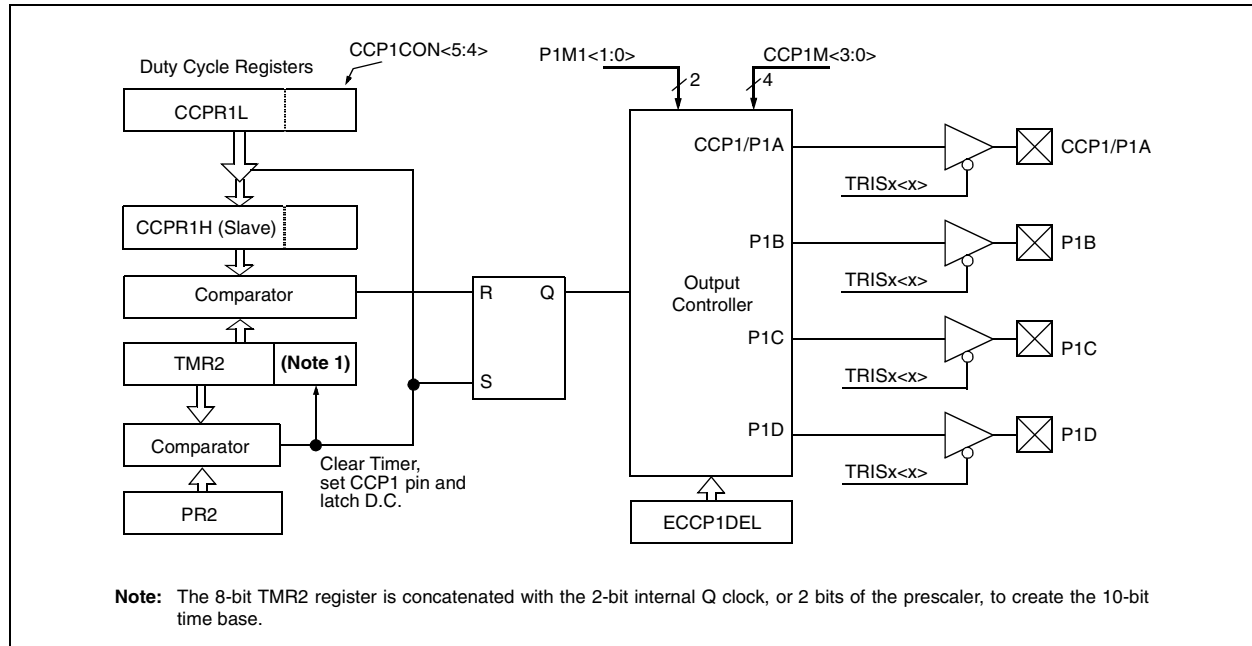 CCP1CON<5:4>
Duty Cycle Registers
CCPR1L
CCPR1H (Slave)
Comparator
TMR2
(Note 1)
Comparator
PR2
Clear Timer,
set CCP1 pin and
latch D.C.
R
Q
S
P1M1<1:0>
2
CCP1M<3:0>
4
Output
Controller
CCP1/P1A
P1B
P1C
P1D
ECCP1DEL
TRISx<x>
CCP1/P1A
TRISx<x>
P1B
TRISx<x>
P1C
TRISx<x>
P1D
Note: The 8-bit TMR2 register is concatenated with the 2-bit internal Q clock, or 2 bits of the prescaler, to create the 10-bit
time base.